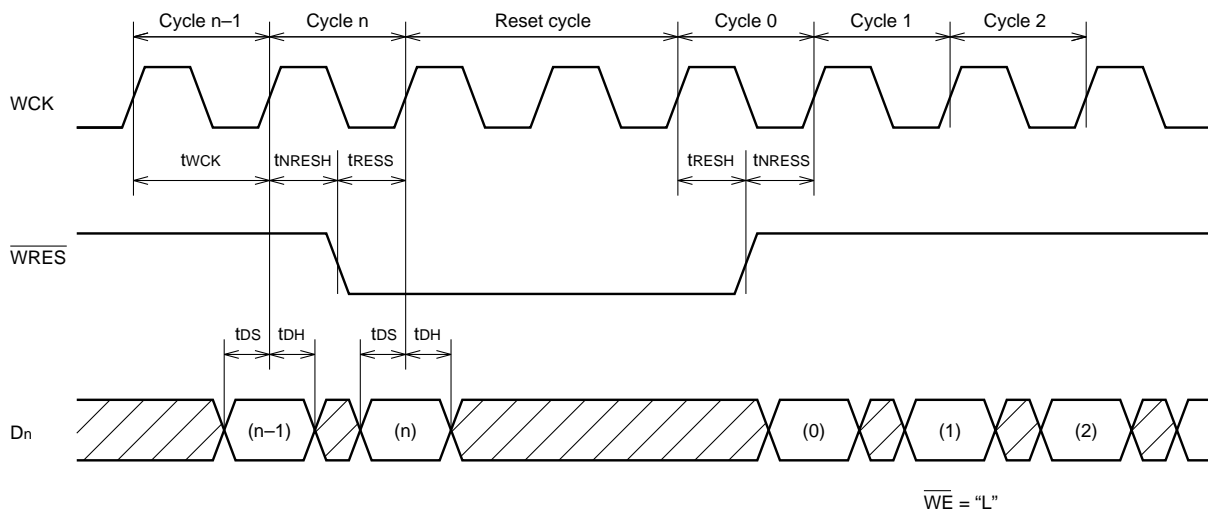 Cycle n–1 Cycle n Reset cycle Cycle 0 Cycle 1 Cycle 2
WCK
tWCK tNRESH tRESS tRESH tNRESS
WRES
tDS tDH tDS tDH
Dn (n–1) (n) (0) (1) (2)
WE = “L”